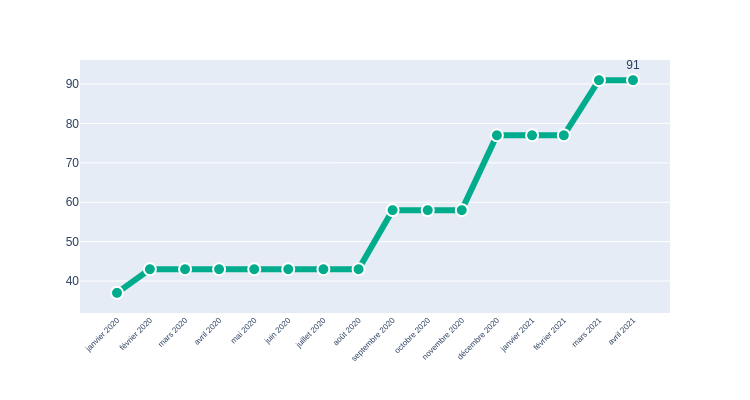 91
90
80
70
60
50
40
janvier 2020
février 2020
mars 2020
avril 2020
mai 2020
juin 2020
juillet 2020
août 2020
septembre 2020
octobre 2020
novembre 2020
décembre 2020
janvier 2021
février 2021
mars 2021
avril 2021